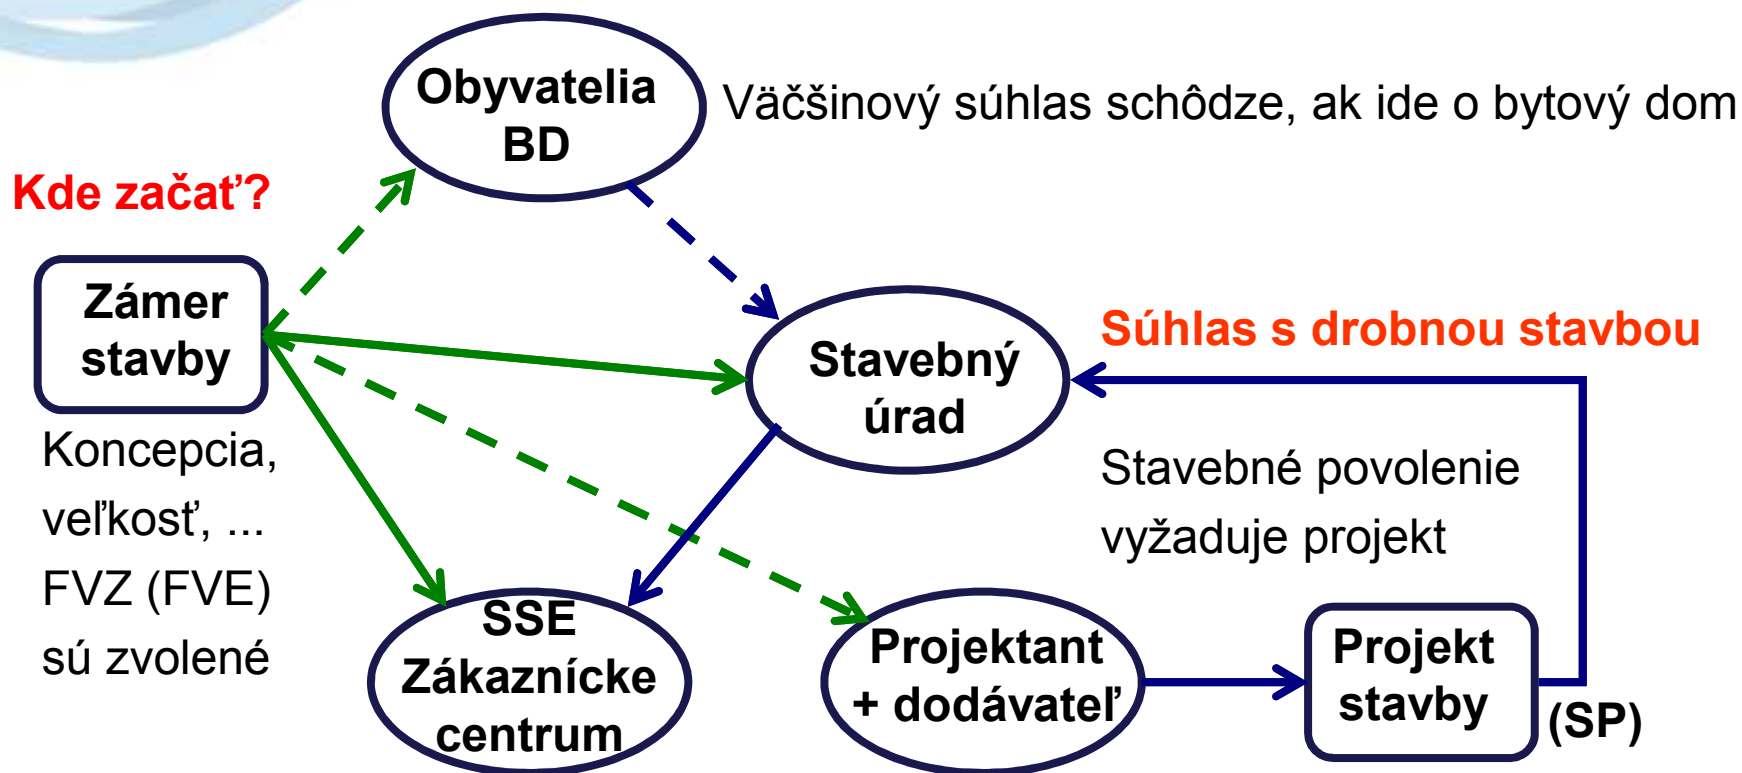 Obyvatelia
BD
Väčšinový súhlas schôdze, ak ide o bytový dom
Kde začať?
Zámer
stavby
Koncepcia,
veľkosť, ...
FVZ (FVE)
sú zvolené
Stavebný
úrad
Súhlas s drobnou stavbou
Stavebné povolenie
vyžaduje projekt
SSE
Zákaznícke
centrum
Projektant
+ dodávateľ
Projekt
stavby
(SP)